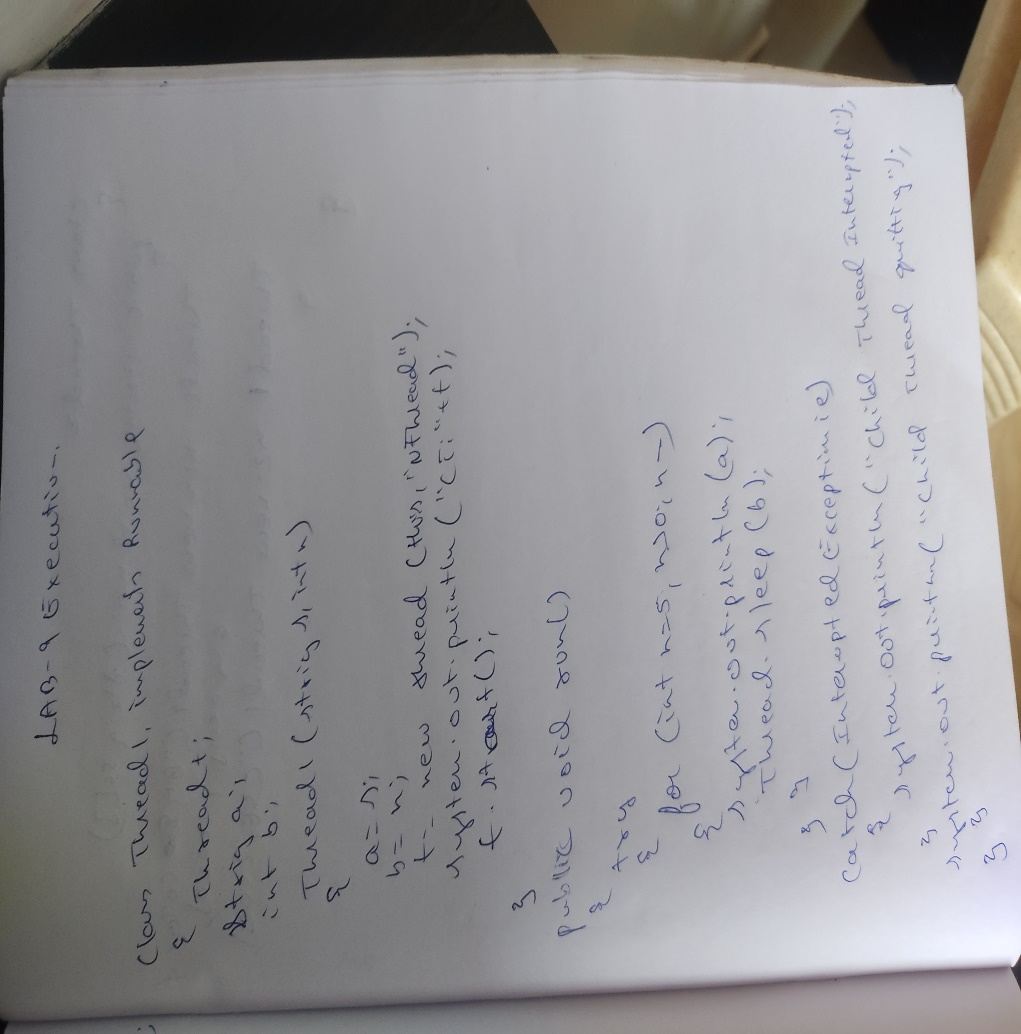 LAB-9 Execution.
Class Thread1 implements Runnable
{ Thread t;
String a;
int b;
Thread1 (String s, int n)
{
a = s;
b = n;
t = new Thread (this, "NThread");
System.out.println ("CT: "+t);
t.start();
}
public void run()
{
try
{
for (int n=5; n>0; n--)
{
System.out.println (a);
Thread.sleep (b);
}
}
catch (InterruptedException ie)
{
System.out.println ("Child Thread Interrupted");
}
System.out.println ("child Thread quitting");
}
}